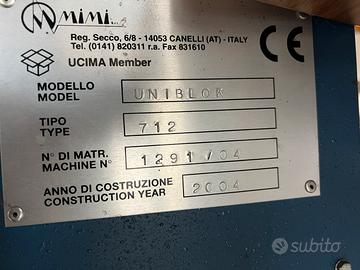 MIMI
Reg. Secco, 6/8 - 14053 CANELLI (AT) - ITALY
Tel. (0141) 820311 r.a. Fax 831610
CE
UCIMA Member
MODELLO
MODEL
UNIBLOK
TIPO
TYPE
712
N° DI MATR.
MACHINE N°
1291 /04
ANNO DI COSTRUZIONE
CONSTRUCTION YEAR
2004
subito